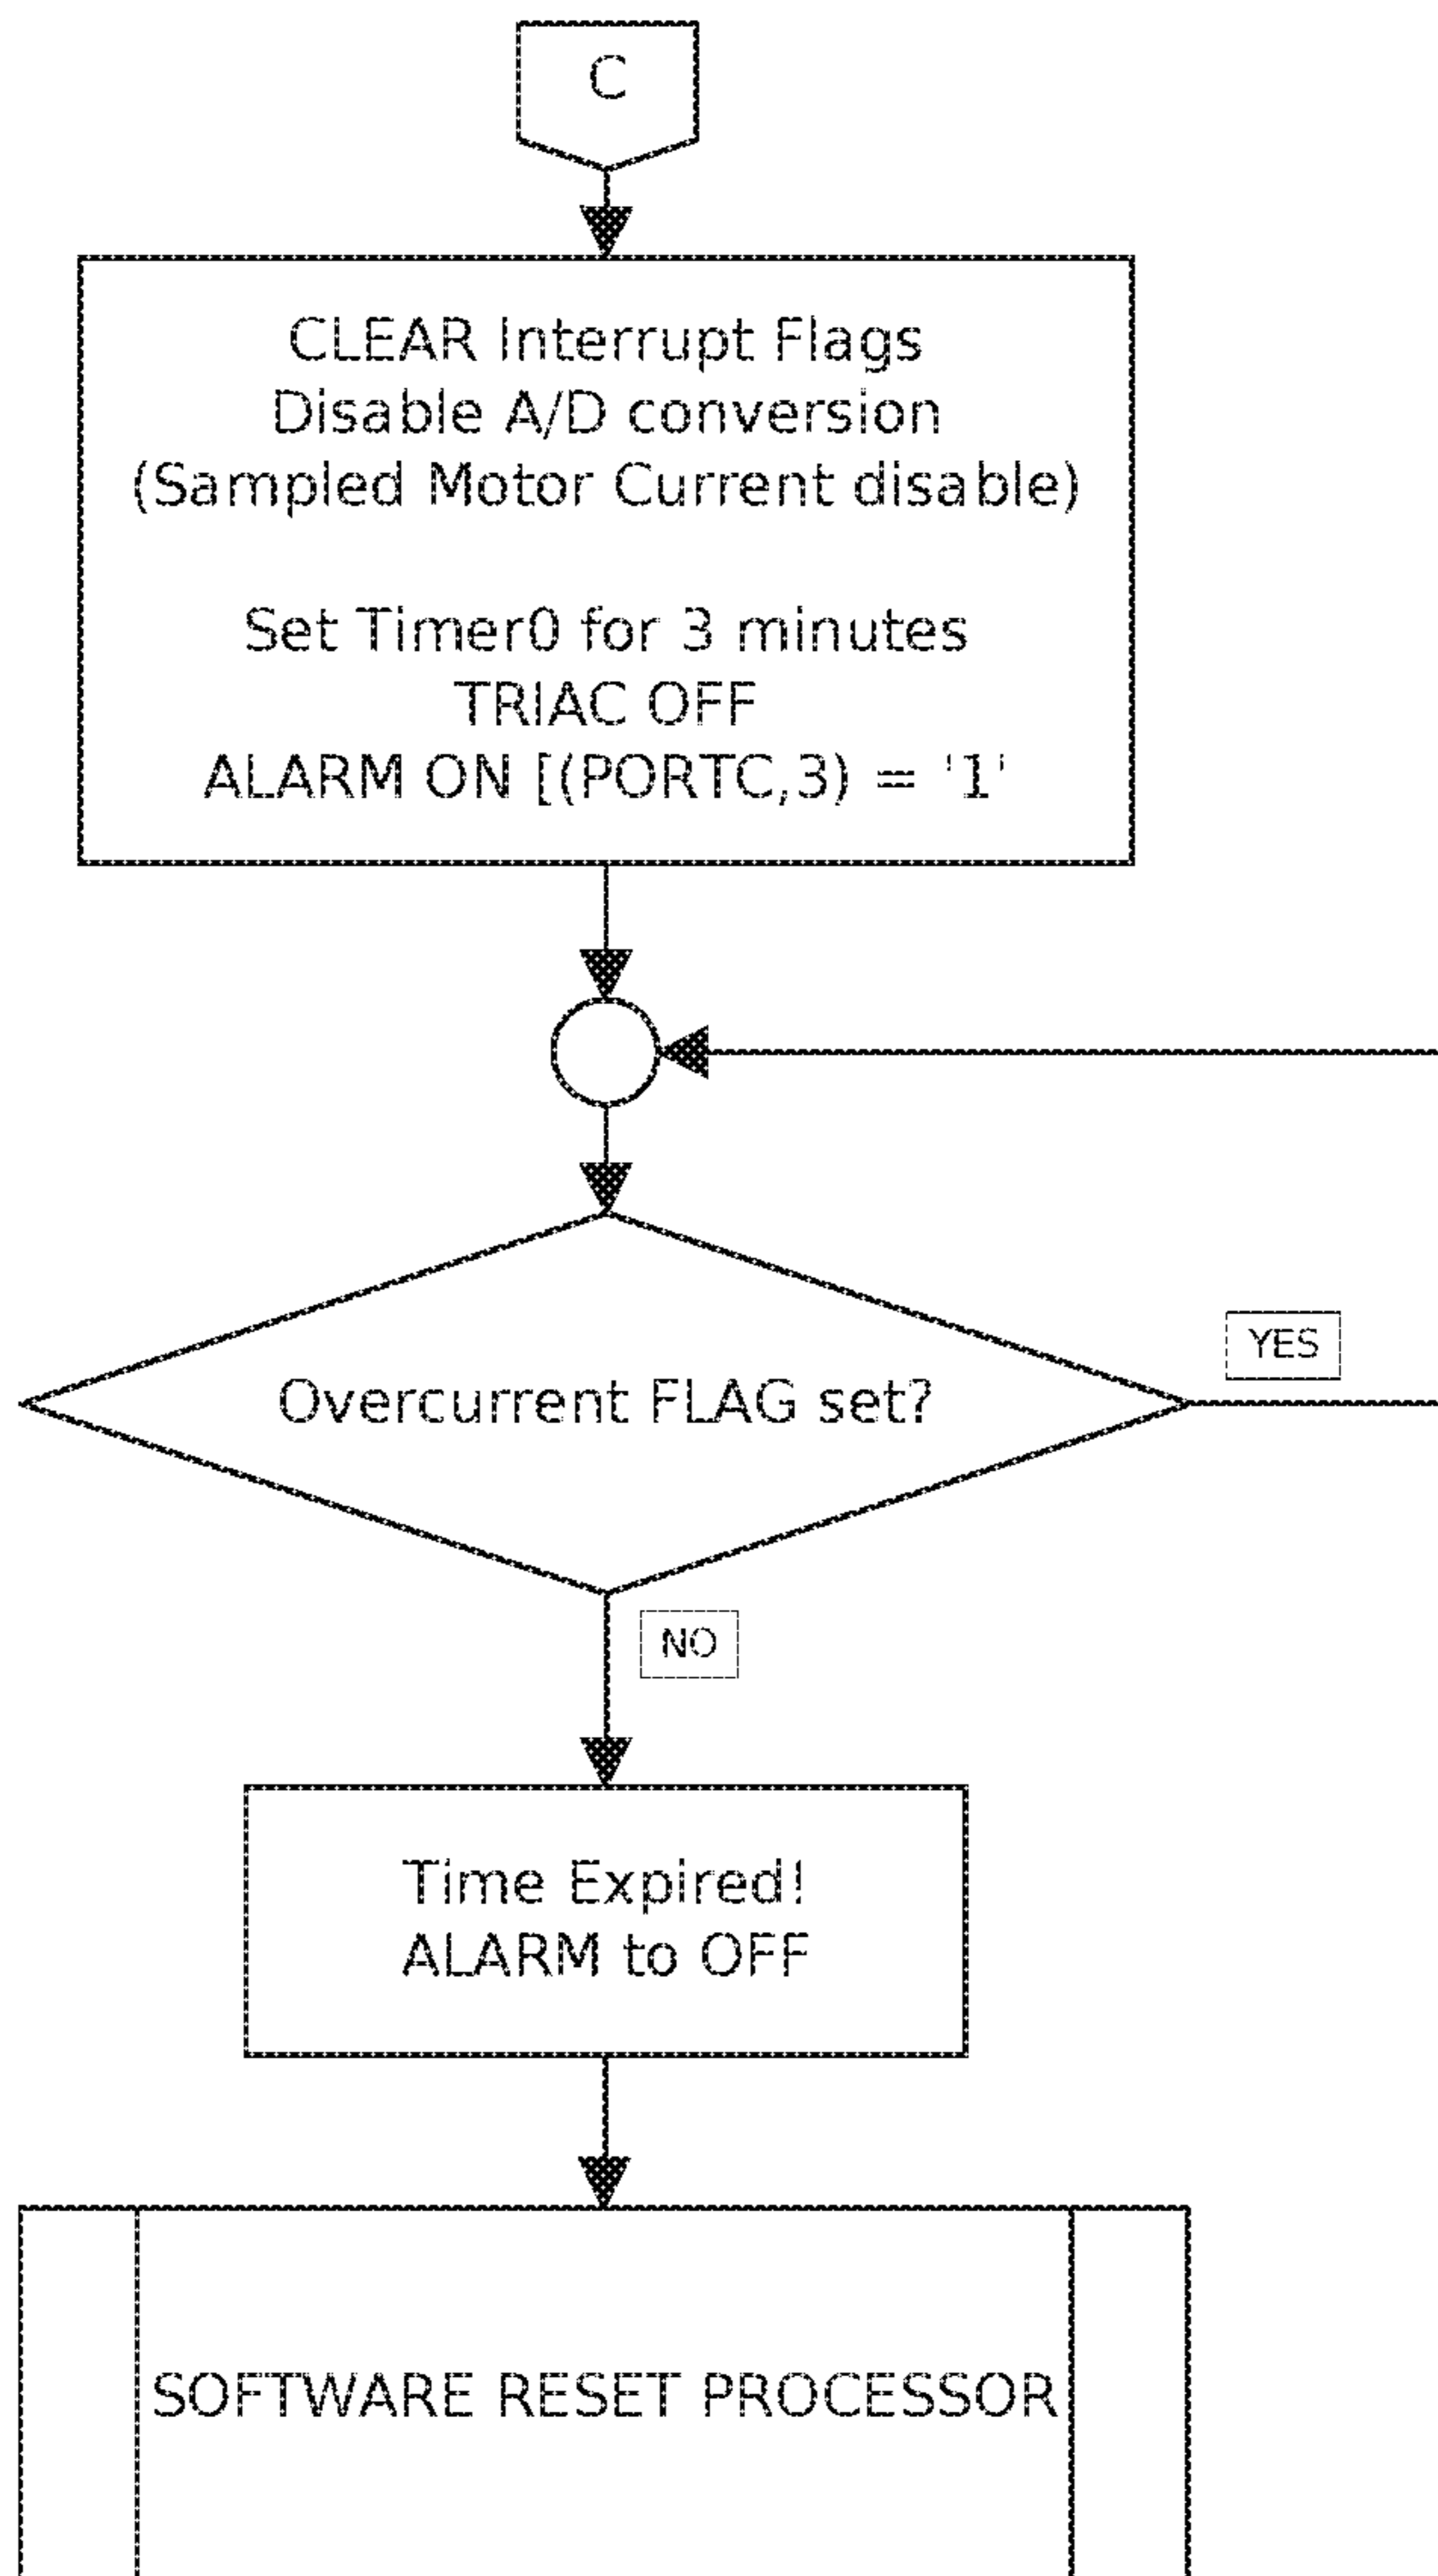 C
CLEAR Interrupt Flags
Disable A/D conversion
(Sampled Motor Current disable)
Set Timer0 for 3 minutes
TRIAC OFF
ALARM ON [(PORTC,3) = '1'
Overcurrent FLAG set?
YES
NO
Time Expired!
ALARM to OFF
SOFTWARE RESET PROCESSOR